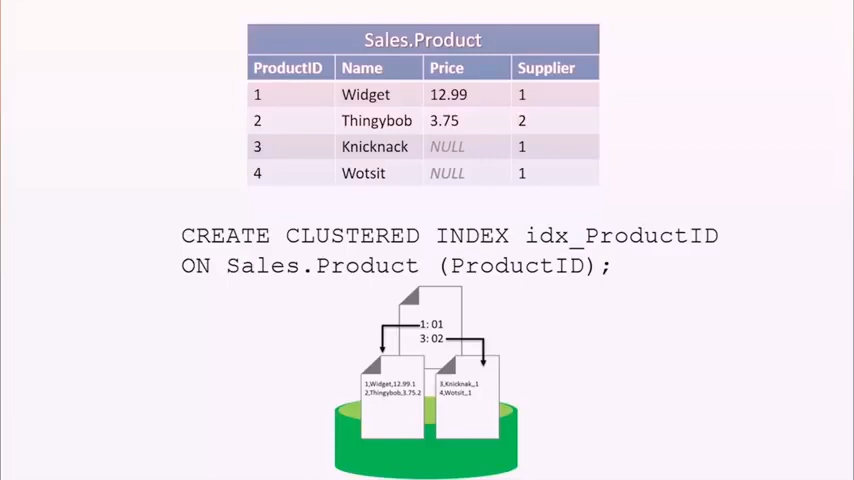 Sales.Product
ProductID Name Price Supplier
1 Widget 12.99 1
2 Thingybob 3.75 2
3 Knicknack NULL 1
4 Wotsit NULL 1
CREATE CLUSTERED INDEX idx_ProductID
ON Sales.Product (ProductID);
1: 01
3: 02
1,Widget,12.99.1
2,Thingybob,3.75.2
3,Knicknak,,1
4,Wotsit,,1